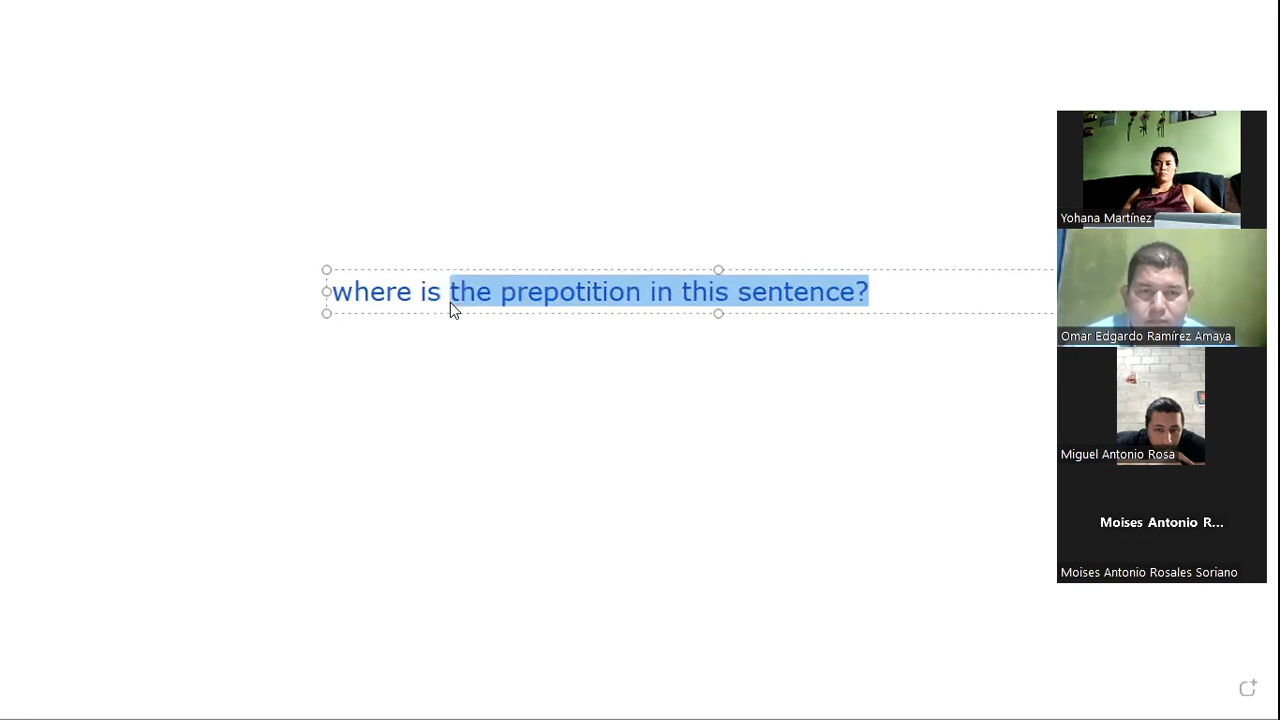 where is the prepotition in this sentence?
Yohana Martínez
Omar Edgardo Ramírez Amaya
Miguel Antonio Rosa
Moises Antonio R...
Moises Antonio Rosales Soriano